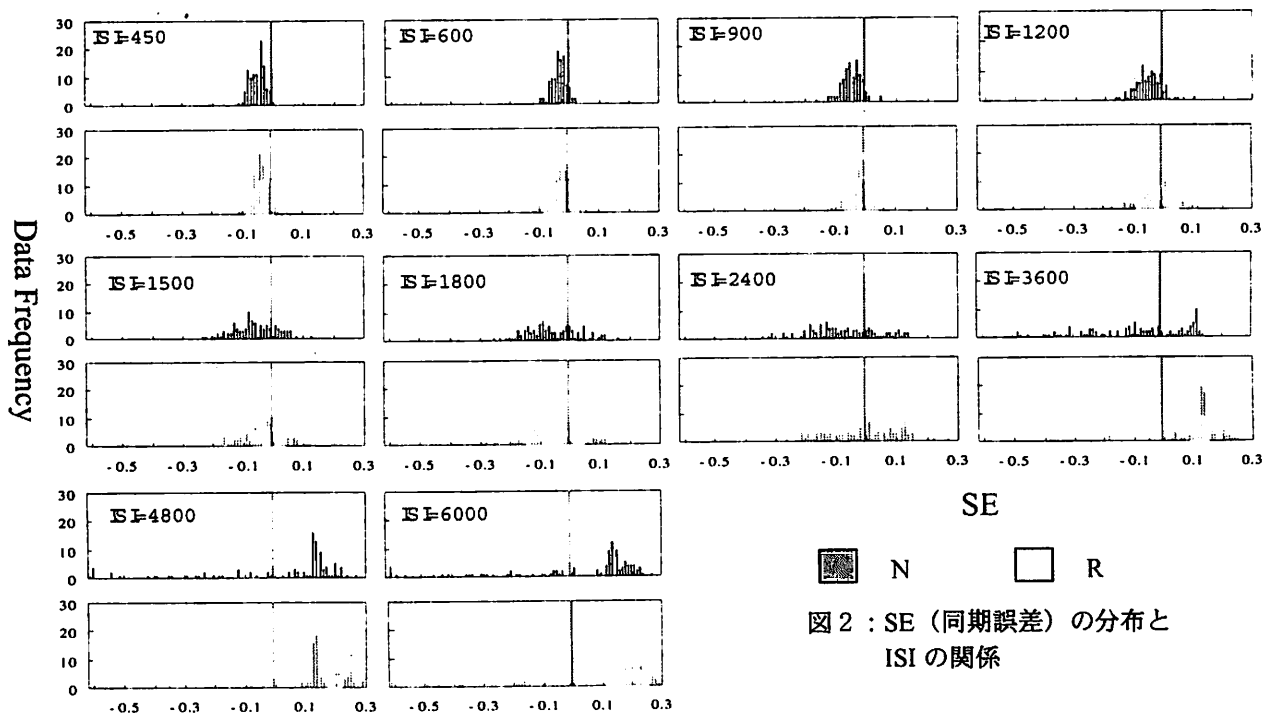 ISI=450
ISI=600
ISI=900
ISI=1200
30
20
10
0
30
20
10
0
-0.5 -0.3 -0.1 0.1 0.3
-0.5 -0.3 -0.1 0.1 0.3
-0.5 -0.3 -0.1 0.1 0.3
-0.5 -0.3 -0.1 0.1 0.3
Data Frequency
ISI=1500
ISI=1800
ISI=2400
ISI=3600
30
20
10
0
30
20
10
0
-0.5 -0.3 -0.1 0.1 0.3
-0.5 -0.3 -0.1 0.1 0.3
-0.5 -0.3 -0.1 0.1 0.3
-0.5 -0.3 -0.1 0.1 0.3
ISI=4800
ISI=6000
30
20
10
0
30
20
10
0
-0.5 -0.3 -0.1 0.1 0.3
-0.5 -0.3 -0.1 0.1 0.3
SE
N R
図2：SE（同期誤差）の分布と
ISIの関係